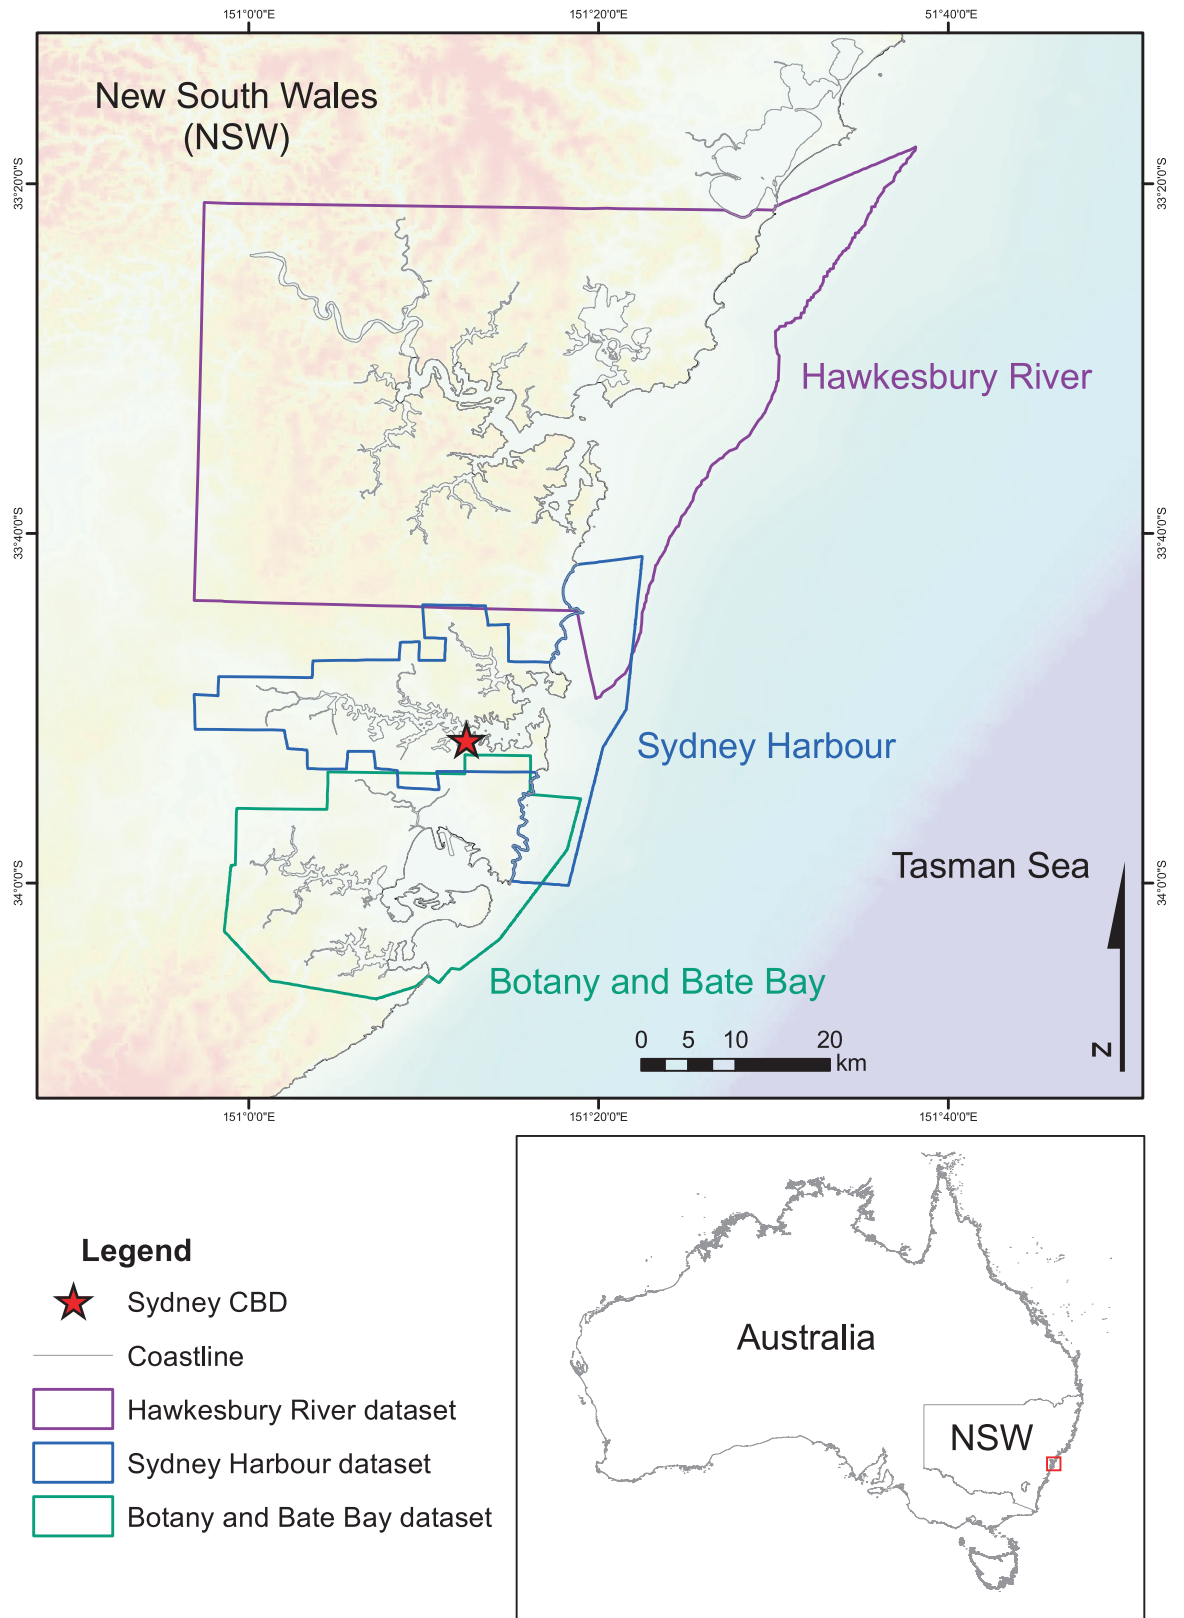 151°0'0"E
151°20'0"E
51°40'0"E
New South Wales
(NSW)
33°20'0"S
33°20'0"S
Hawkesbury River
33°40'0"S
33°40'0"S
Sydney Harbour
Tasman Sea
34°0'0"S
34°0'0"S
Botany and Bate Bay
0 5 10 20
km
N
151°0'0"E
151°20'0"E
151°40'0"E
Legend
Sydney CBD
Coastline
Hawkesbury River dataset
Sydney Harbour dataset
Botany and Bate Bay dataset
Australia
NSW